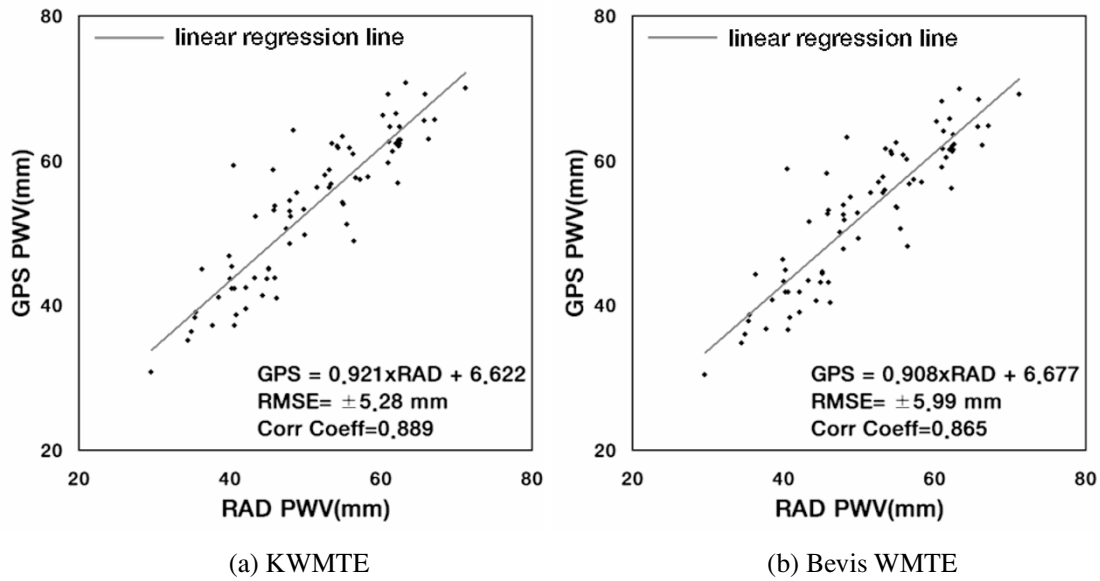 80
linear regression line
60
GPS PWV(mm)
40
GPS = 0.921xRAD + 6.622
RMSE= ±5.28 mm
Corr Coeff=0.889
20
20 40 60 80
RAD PWV(mm)
(a) KWMTE
80
linear regression line
60
GPS PWV(mm)
40
GPS = 0.908xRAD + 6.677
RMSE= ±5.99 mm
Corr Coeff=0.865
20
20 40 60 80
RAD PWV(mm)
(b) Bevis WMTE